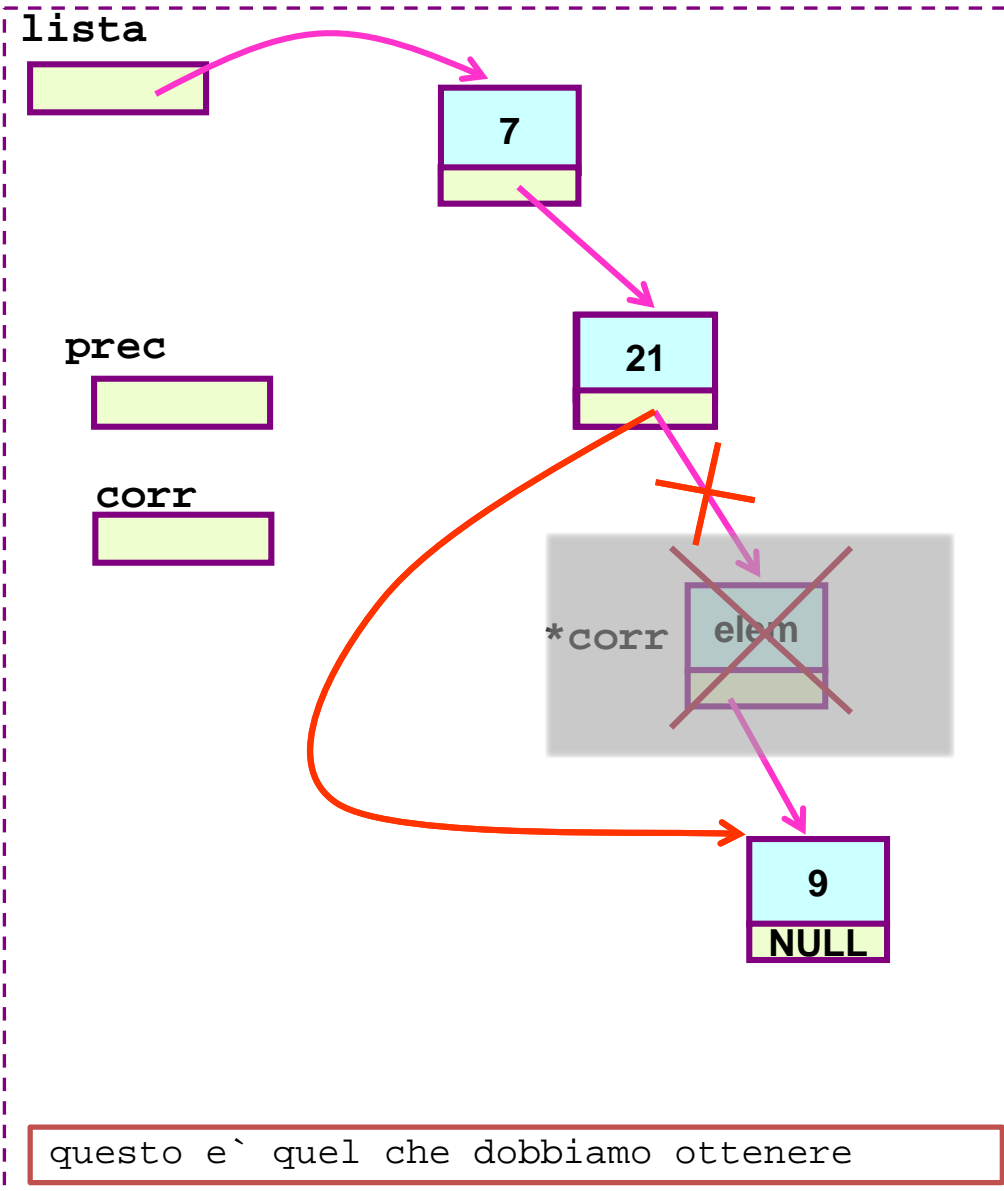 lista
7
21
prec
corr
*corr
elem
9
NULL
questo e` quel che dobbiamo ottenere